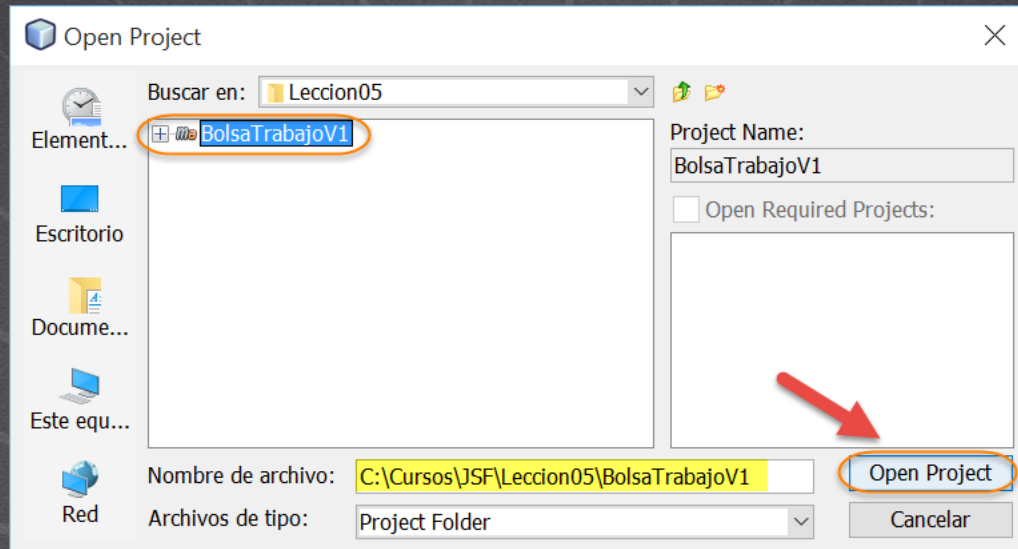 Open Project
Buscar en: Leccion05
Element...
BolsaTrabajoV1
Project Name:
BolsaTrabajoV1
Open Required Projects:
Escritorio
Docume...
Este equ...
Red
Nombre de archivo: C:\Cursos\JSF\Leccion05\BolsaTrabajoV1
Open Project
Archivos de tipo: Project Folder
Cancelar